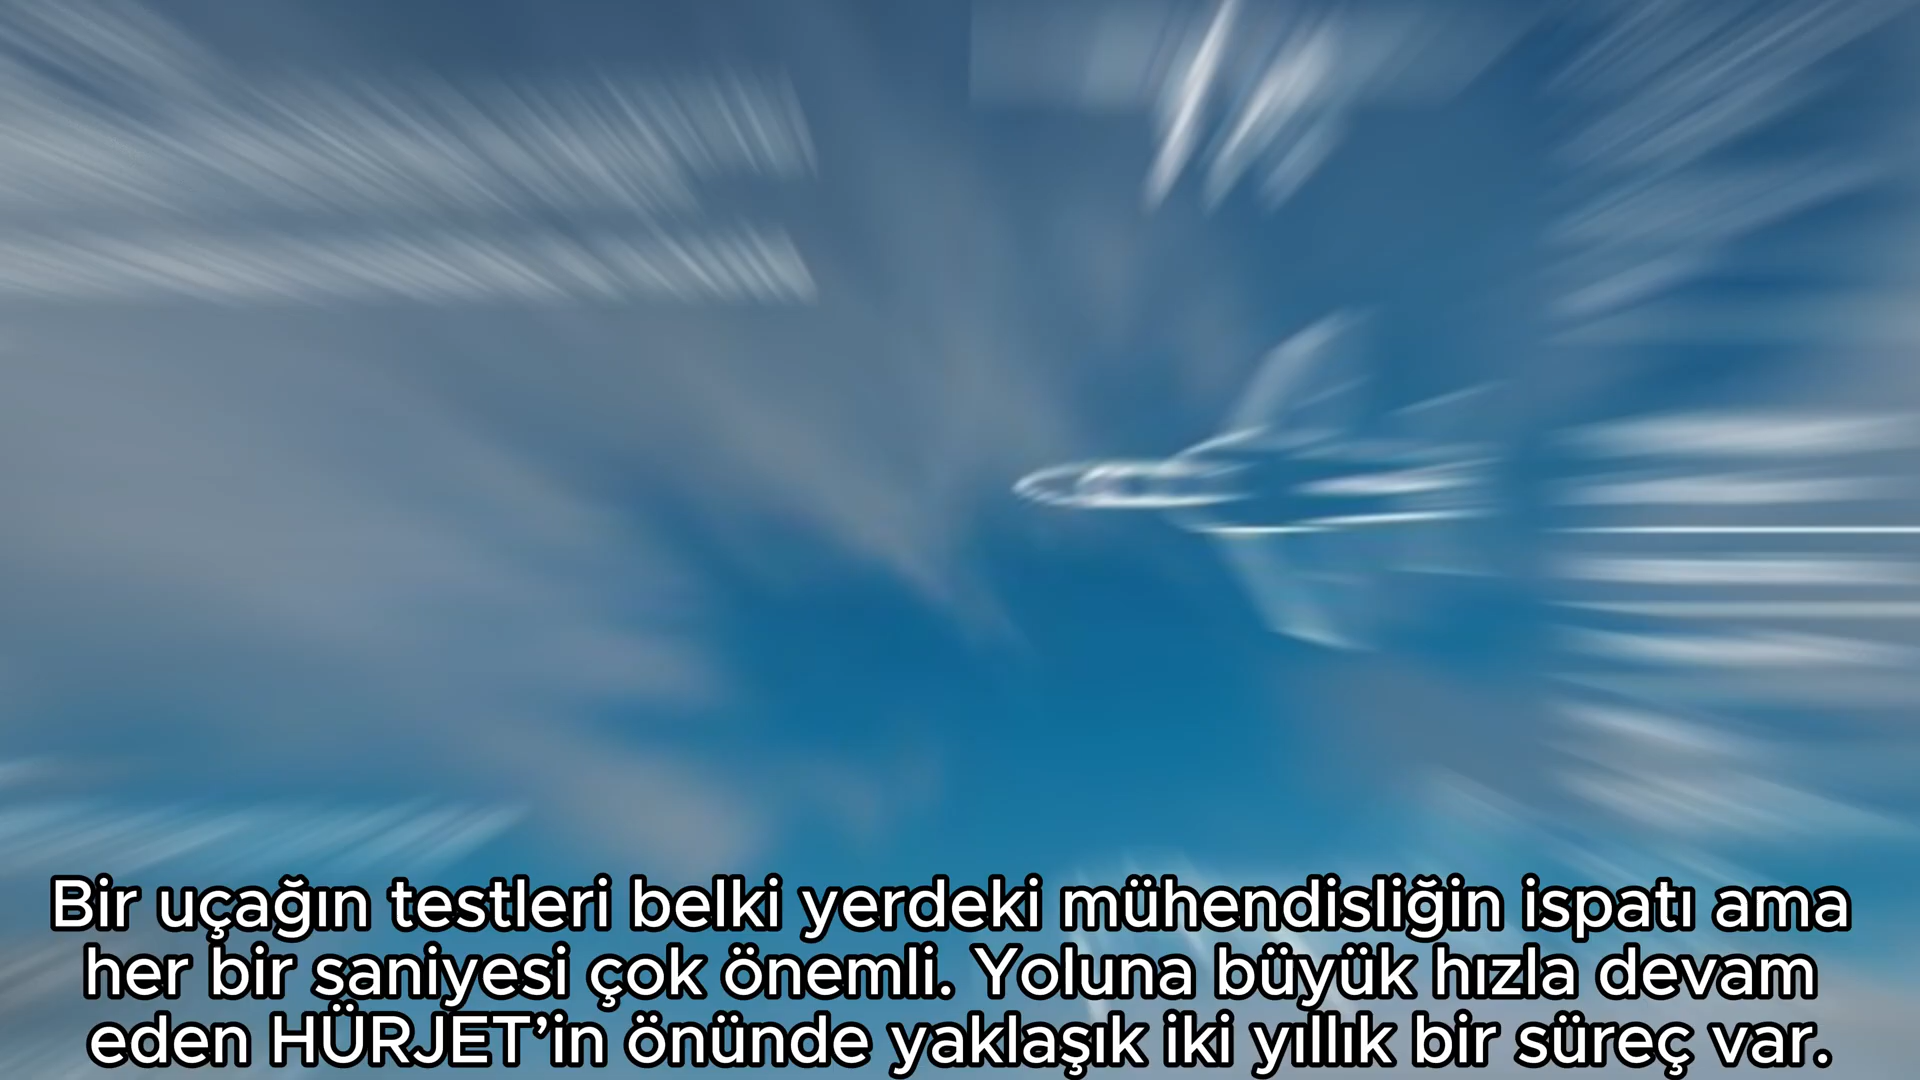 Bir uçağın testleri belki yerdeki mühendisliğin ispatı ama
her bir saniyesi çok önemli. Yoluna büyük hızla devam
eden HÜRJET’in önünde yaklaşık iki yıllık bir süreç var.